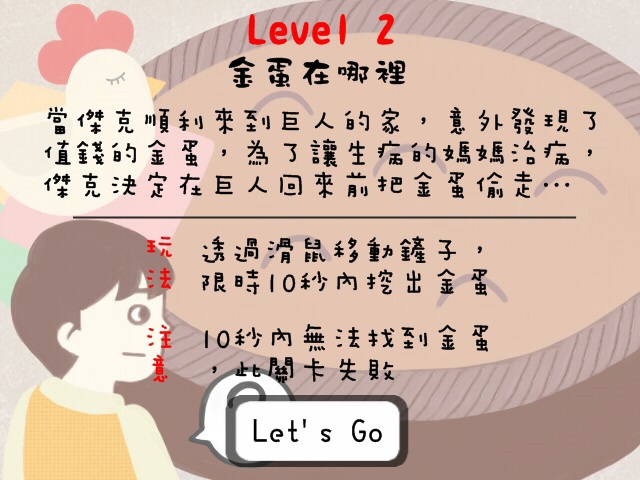 Level 2
金蛋在哪裡
當傑克順利來到巨人的家，意外發現了
值錢的金蛋，為了讓生病的媽媽治病，
傑克決定在巨人回來前把金蛋偷走…
玩法
透過滑鼠移動鏟子，
限時10秒內挖出金蛋
注意
10秒內無法找到金蛋
，此關卡失敗
Let's Go